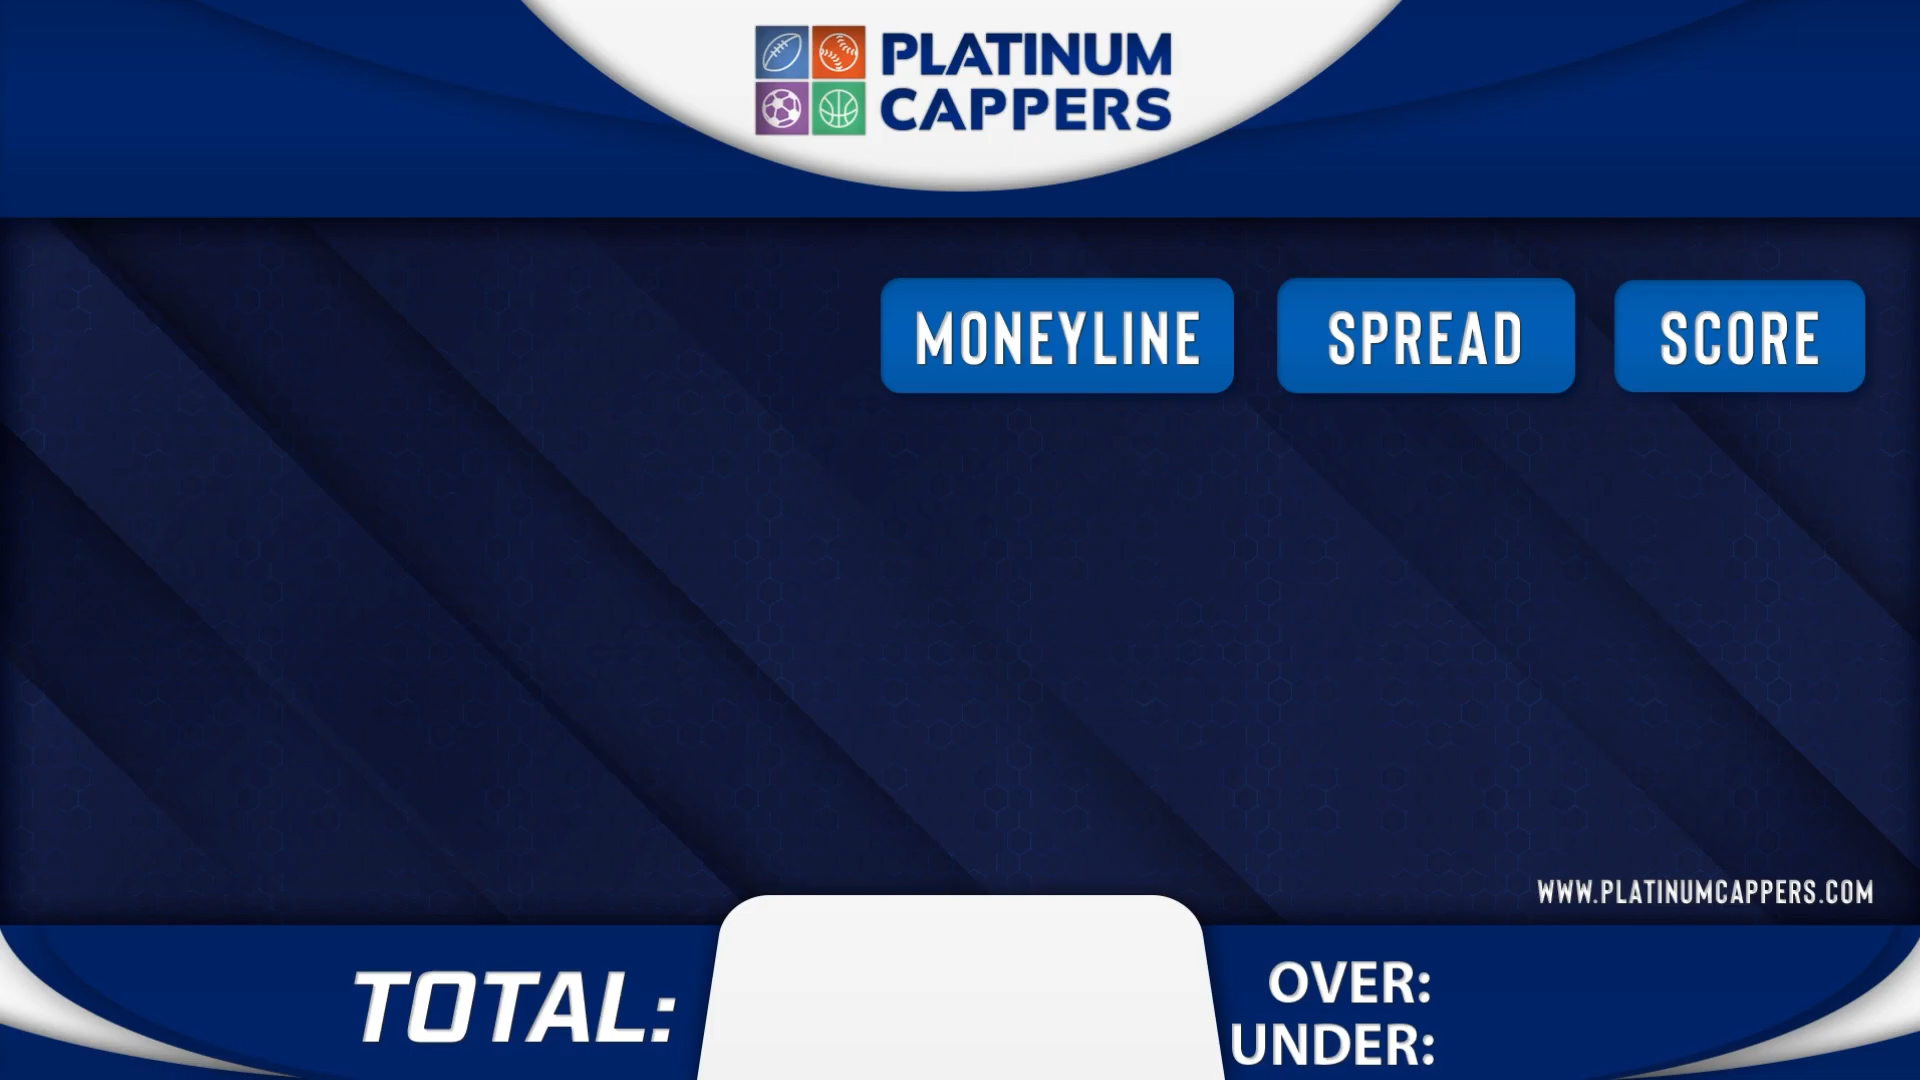 PLATINUM
CAPPERS
MONEYLINE SPREAD SCORE
WWW.PLATINUMCAPPERS.COM
TOTAL:
OVER:
UNDER: